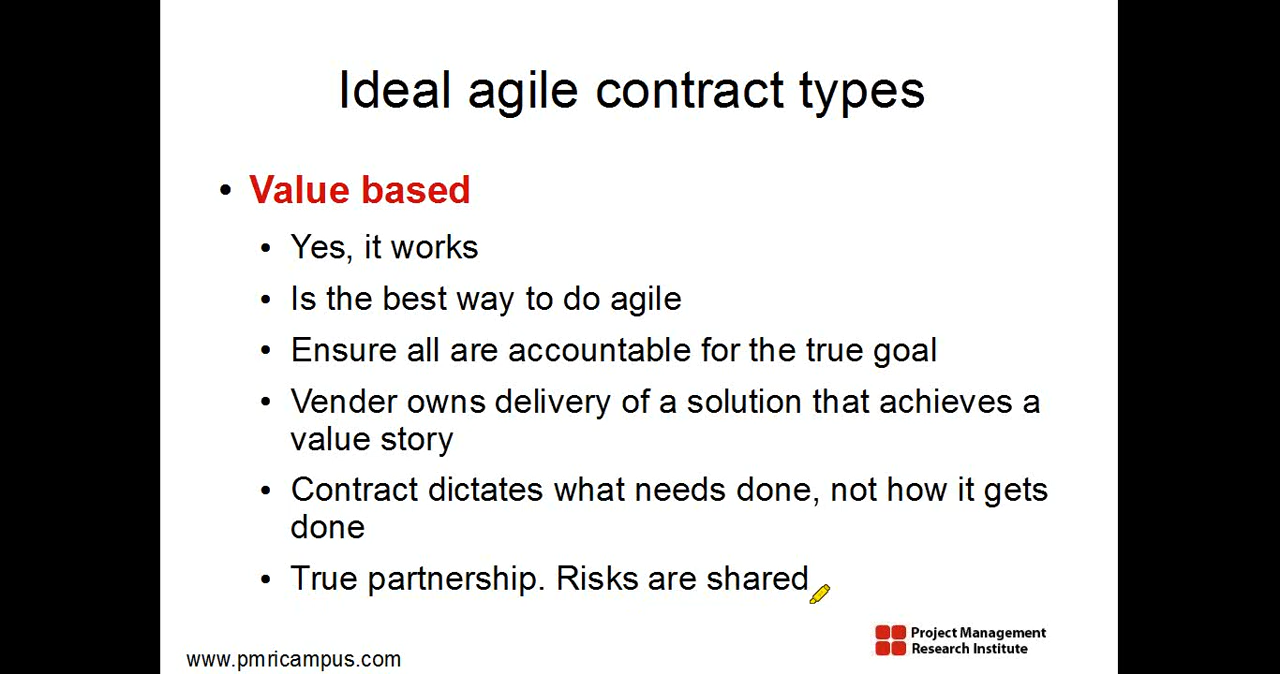 Ideal agile contract types
• Value based
• Yes, it works
• Is the best way to do agile
• Ensure all are accountable for the true goal
• Vender owns delivery of a solution that achieves a
value story
• Contract dictates what needs done, not how it gets
done
• True partnership. Risks are shared
Project Management
Research Institute
www.pmricampus.com